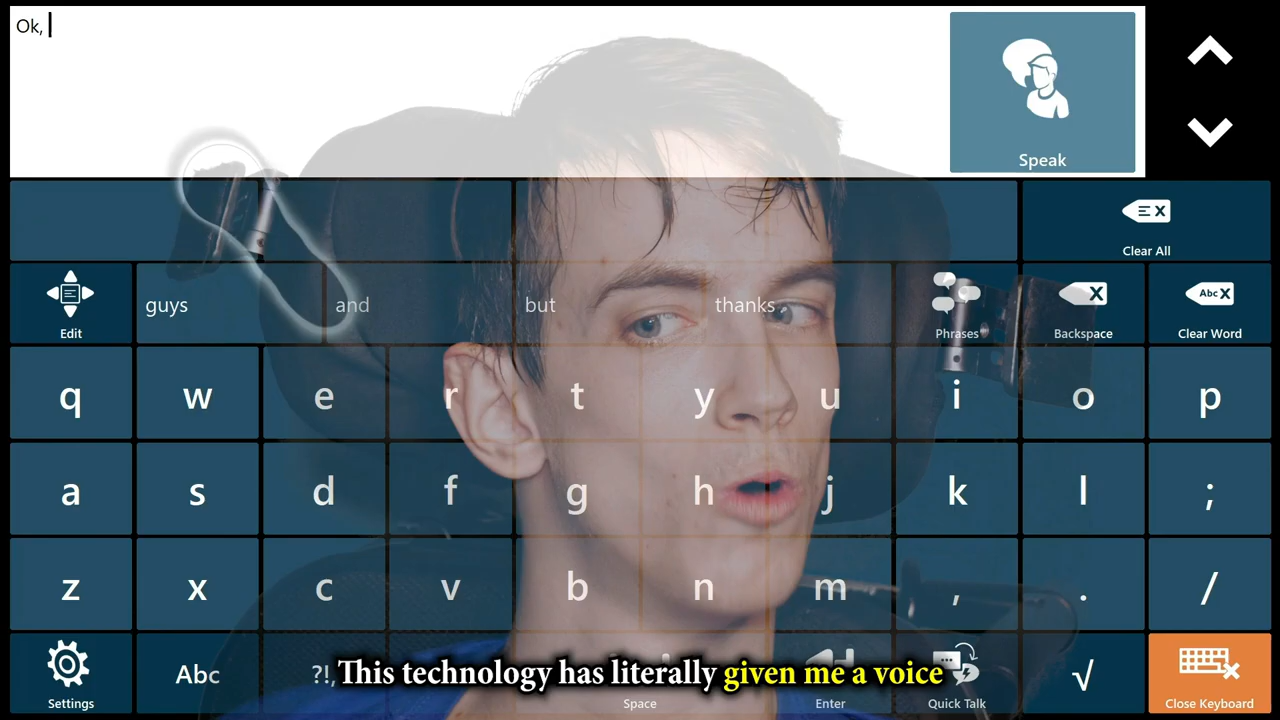 Ok,
Speak
Clear All
Edit
guys and but thanks
Phrases
Backspace
Abc X
Clear Word
q w e r t y u i o p
a s d f g h j k l ;
z x c v b n m , . /
Settings
Abc
?!,
Space
Enter
Quick Talk
√
Close Keyboard
This technology has literally given me a voice